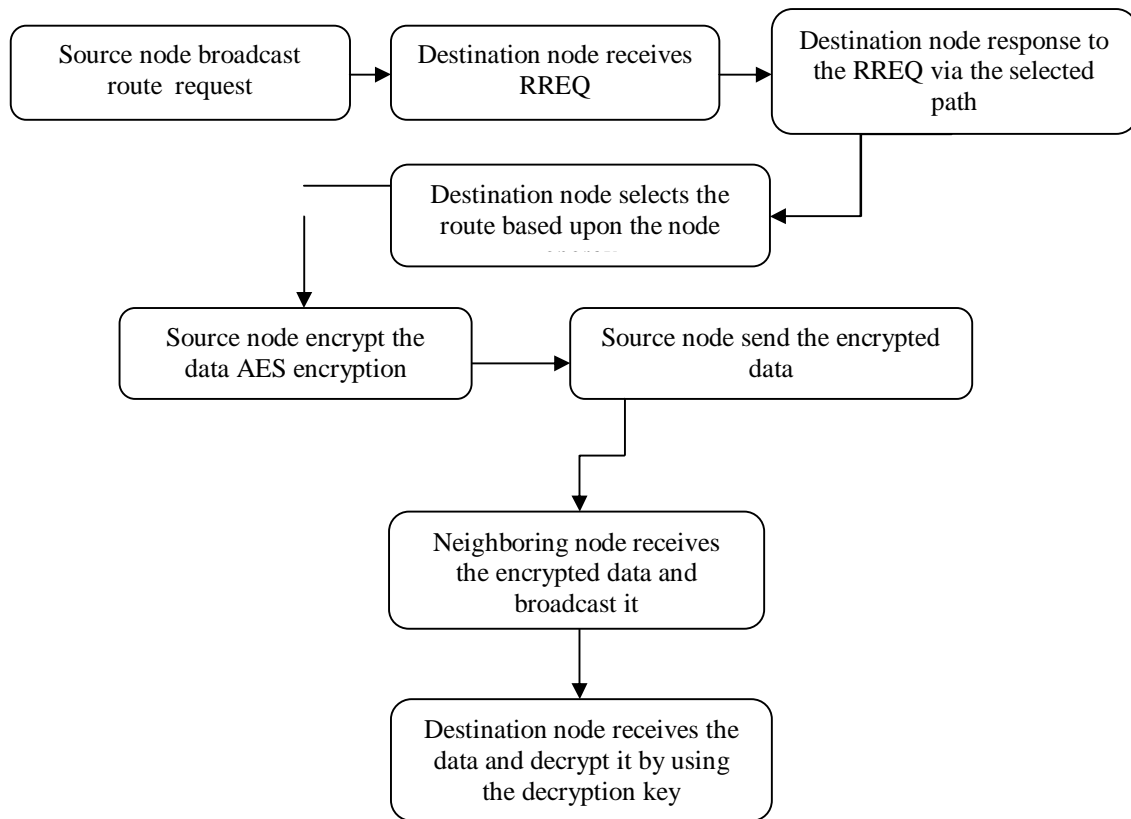 Source node broadcast
route request
Destination node receives
RREQ
Destination node response to
the RREQ via the selected
path
Destination node selects the
route based upon the node
Source node encrypt the
data AES encryption
Source node send the encrypted
data
Neighboring node receives
the encrypted data and
broadcast it
Destination node receives the
data and decrypt it by using
the decryption key